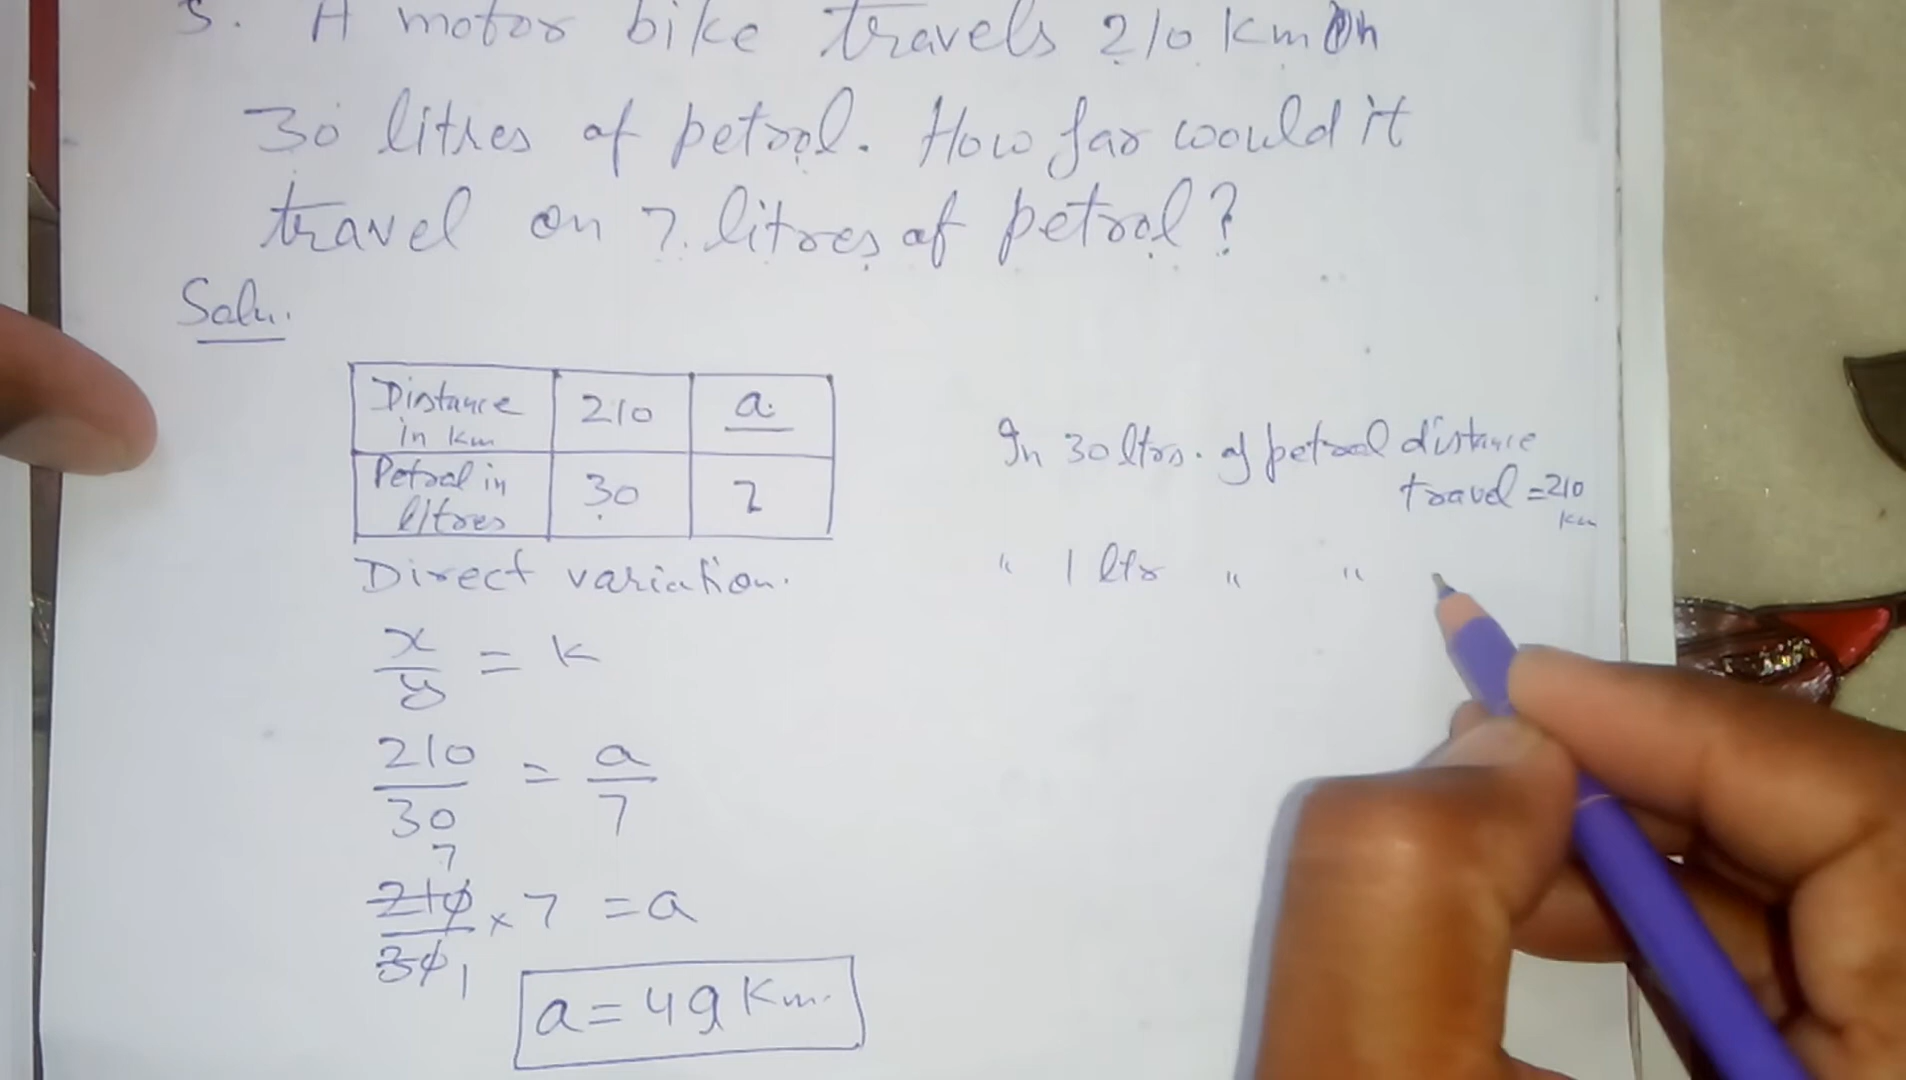 5. A motor bike travels 210 km on
30 litres of petrol. How far would it
travel on 7 litres of petrol?
Soln.
Distance in km 210 a
Petrol in litres 30 7
Direct variation.
x/y = k
210/30 = a/7
7
210/30 × 7 = a
1
a = 49 Km.
In 30 ltrs. of petrol distance
travel = 210
km
" 1 ltr " "